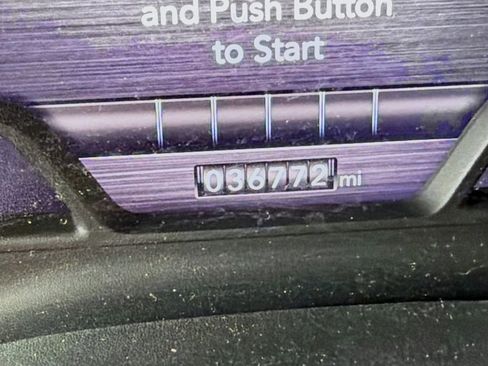 and Push Button
to Start
036772 mi